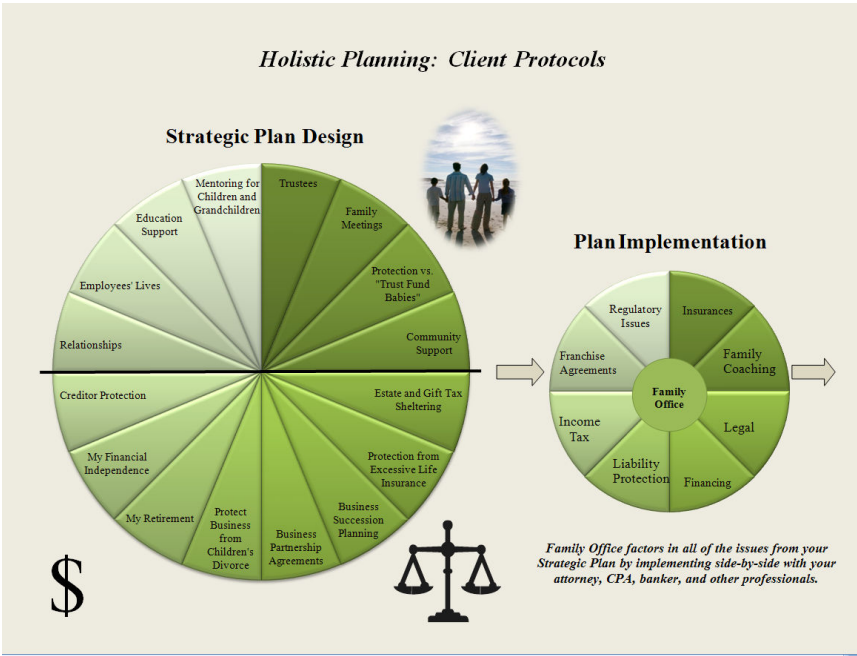 Holistic Planning: Client Protocols
Strategic Plan Design
Mentoring for
Children and
Grandchildren
Trustees
Family
Meetings
Protection vs.
"Trust Fund
Babies"
Community
Support
Estate and Gift Tax
Sheltering
Protection from
Excessive Life
Insurance
Business
Succession
Planning
Business
Partnership
Agreements
Protect
Business
from
Children's
Divorce
My Retirement
My Financial
Independence
Creditor Protection
Relationships
Employees' Lives
Education
Support
$
Plan Implementation
Regulatory
Issues
Insurances
Family
Coaching
Legal
Financing
Liability
Protection
Income
Tax
Franchise
Agreements
Family
Office
Family Office factors in all of the issues from your
Strategic Plan by implementing side-by-side with your
attorney, CPA, banker, and other professionals.